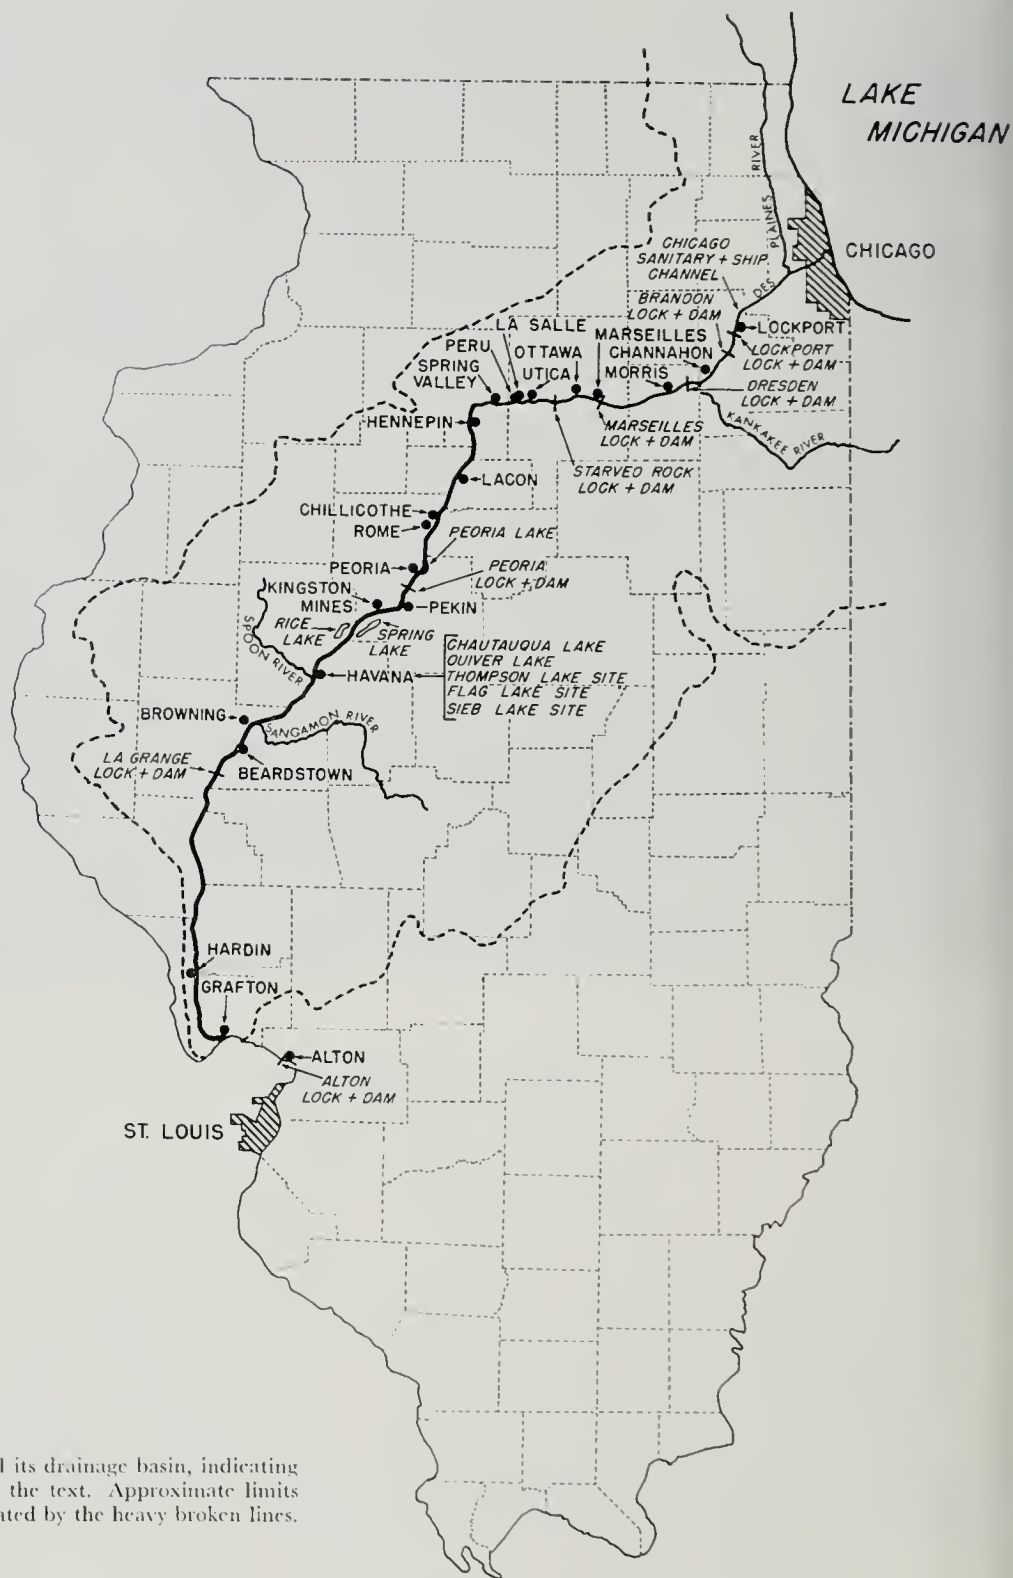 LAKE
MICHIGAN
DES PLAINES RIVER
CHICAGO
CHICAGO
SANITARY + SHIP
CHANNEL
BRANDON
LOCK + DAM
LOCKPORT
LOCKPORT
LOCK + DAM
LA SALLE
MARSEILLES
PERU
OTTAWA
CHANNAHON
SPRING
VALLEY
UTICA
MORRIS
DRESDEN
LOCK + DAM
HENNEPIN
MARSEILLES
LOCK + DAM
KANKAKEE RIVER
STARVED ROCK
LOCK + DAM
LACON
CHILLICOTHE
ROME
PEORIA LAKE
PEORIA
PEORIA
LOCK + DAM
KINGSTON
MINES
PEKIN
RICE
LAKE
SPRING
LAKE
SPOON RIVER
HAVANA
CHAUTAUQUA LAKE
QUIVER LAKE
THOMPSON LAKE SITE
FLAG LAKE SITE
SIEB LAKE SITE
BROWNING
SANGAMON RIVER
LA GRANGE
LOCK + DAM
BEARDSTOWN
HARDIN
GRAFTON
ALTON
ALTON
LOCK + DAM
ST. LOUIS
its drainage basin, indicating
the text. Approximate limits
by the heavy broken lines.